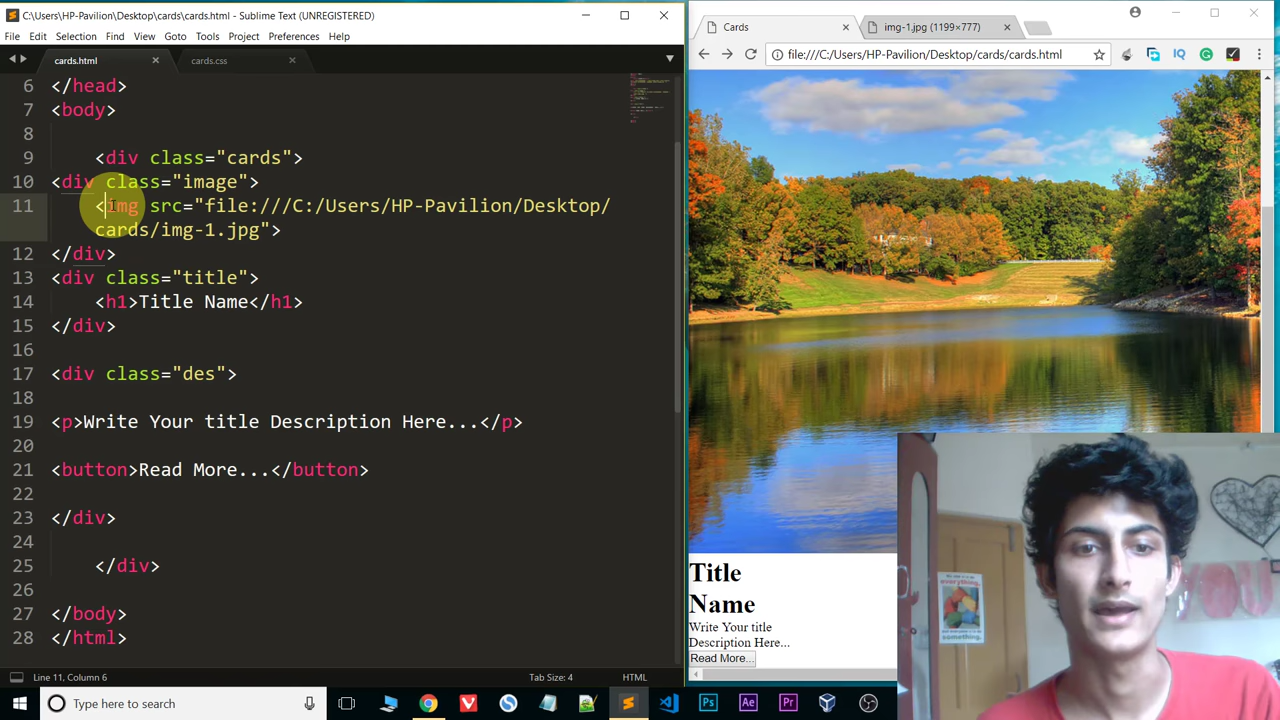 C:\Users\HP-Pavilion\Desktop\cards\cards.html - Sublime Text (UNREGISTERED)
File Edit Selection Find View Goto Tools Project Preferences Help
cards.html cards.css
6 </head>
7 <body>
8
9 <div class="cards">
10 <div class="image">
11 <img src="file:///C:/Users/HP-Pavilion/Desktop/
cards/img-1.jpg">
12 </div>
13 <div class="title">
14 <h1>Title Name</h1>
15 </div>
16
17 <div class="des">
18
19 <p>Write Your title Description Here...</p>
20
21 <button>Read More...</button>
22
23 </div>
24
25 </div>
26
27 </body>
28 </html>
Line 11, Column 6 Tab Size: 4 HTML
Cards img-1.jpg (1199×777)
file:///C:/Users/HP-Pavilion/Desktop/cards/cards.html
IQ
Title
Name
Write Your title
Description Here...
Read More...
Type here to search
Ps Ae Pr